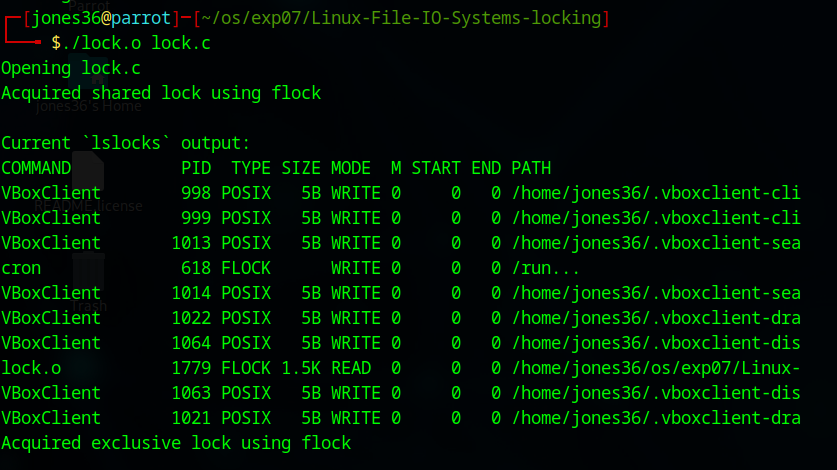 ┌─[jones36@parrot]─[~/os/exp07/Linux-File-IO-Systems-locking]
└──╼ $./lock.o lock.c
Opening lock.c
Acquired shared lock using flock
jones36's Home
Current `lslocks` output:
COMMAND           PID  TYPE SIZE MODE  M START END PATH
VBoxClient        998 POSIX   5B WRITE 0     0   0 /home/jones36/.vboxclient-cli
README.license
VBoxClient        999 POSIX   5B WRITE 0     0   0 /home/jones36/.vboxclient-cli
VBoxClient       1013 POSIX   5B WRITE 0     0   0 /home/jones36/.vboxclient-sea
cron              618 FLOCK      WRITE 0     0   0 /run...
VBoxClient       1014 POSIX   5B WRITE 0     0   0 /home/jones36/.vboxclient-sea
Trash
VBoxClient       1022 POSIX   5B WRITE 0     0   0 /home/jones36/.vboxclient-dra
VBoxClient       1064 POSIX   5B WRITE 0     0   0 /home/jones36/.vboxclient-dis
lock.o           1779 FLOCK 1.5K READ  0     0   0 /home/jones36/os/exp07/Linux-
VBoxClient       1063 POSIX   5B WRITE 0     0   0 /home/jones36/.vboxclient-dis
VBoxClient       1021 POSIX   5B WRITE 0     0   0 /home/jones36/.vboxclient-dra
Acquired exclusive lock using flock